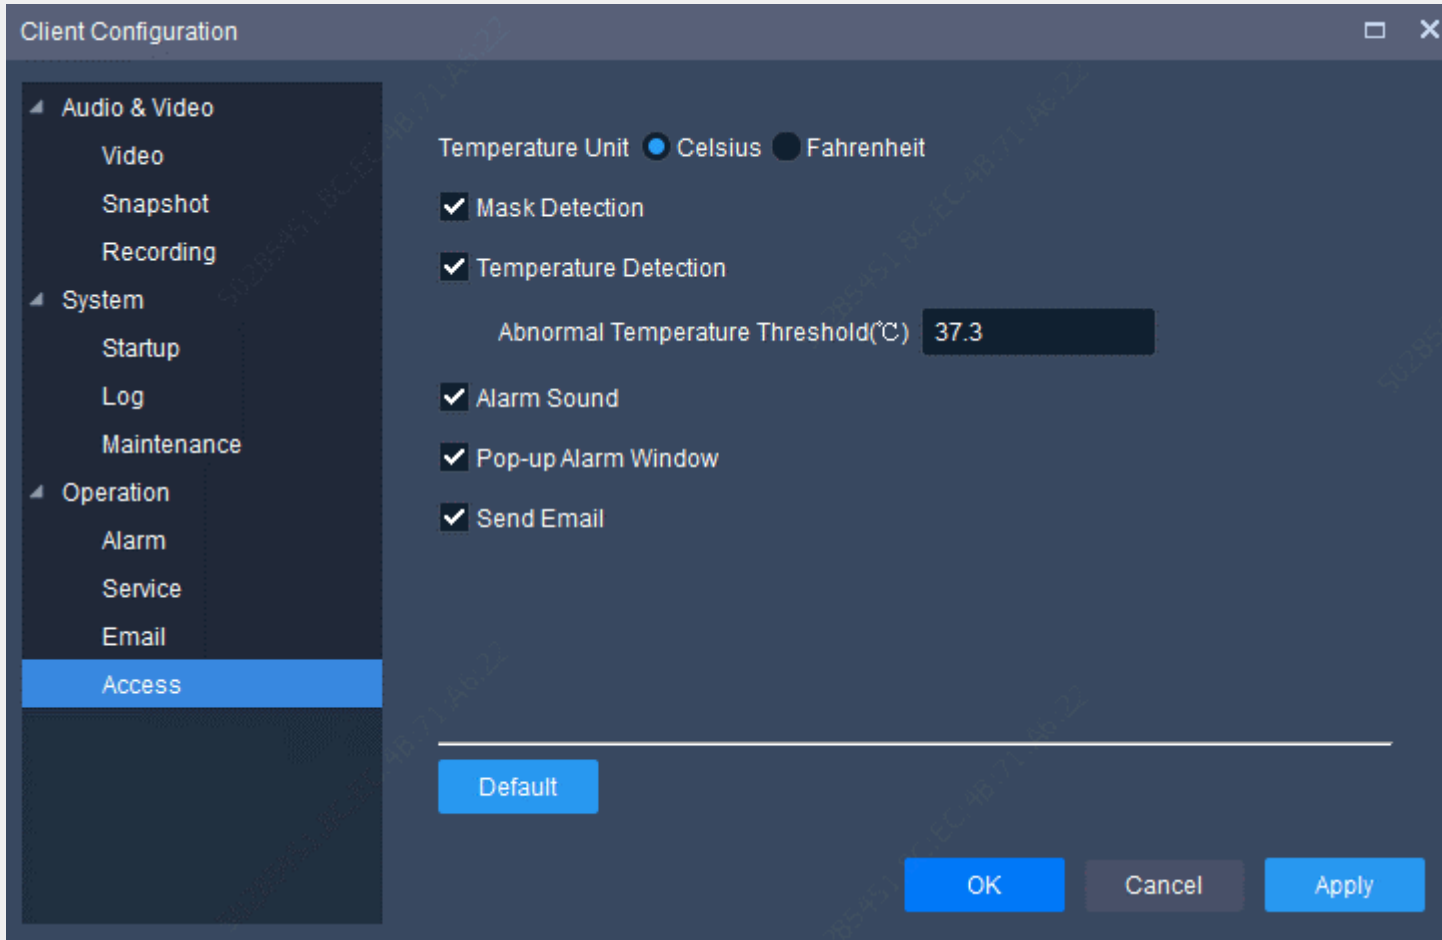 Client Configuration
Audio & Video
Video
Snapshot
Recording
System
Startup
Log
Maintenance
Operation
Alarm
Service
Email
Access
Temperature Unit Celsius Fahrenheit
Mask Detection
Temperature Detection
Abnormal Temperature Threshold(℃) 37.3
Alarm Sound
Pop-up Alarm Window
Send Email
Default
OK Cancel Apply